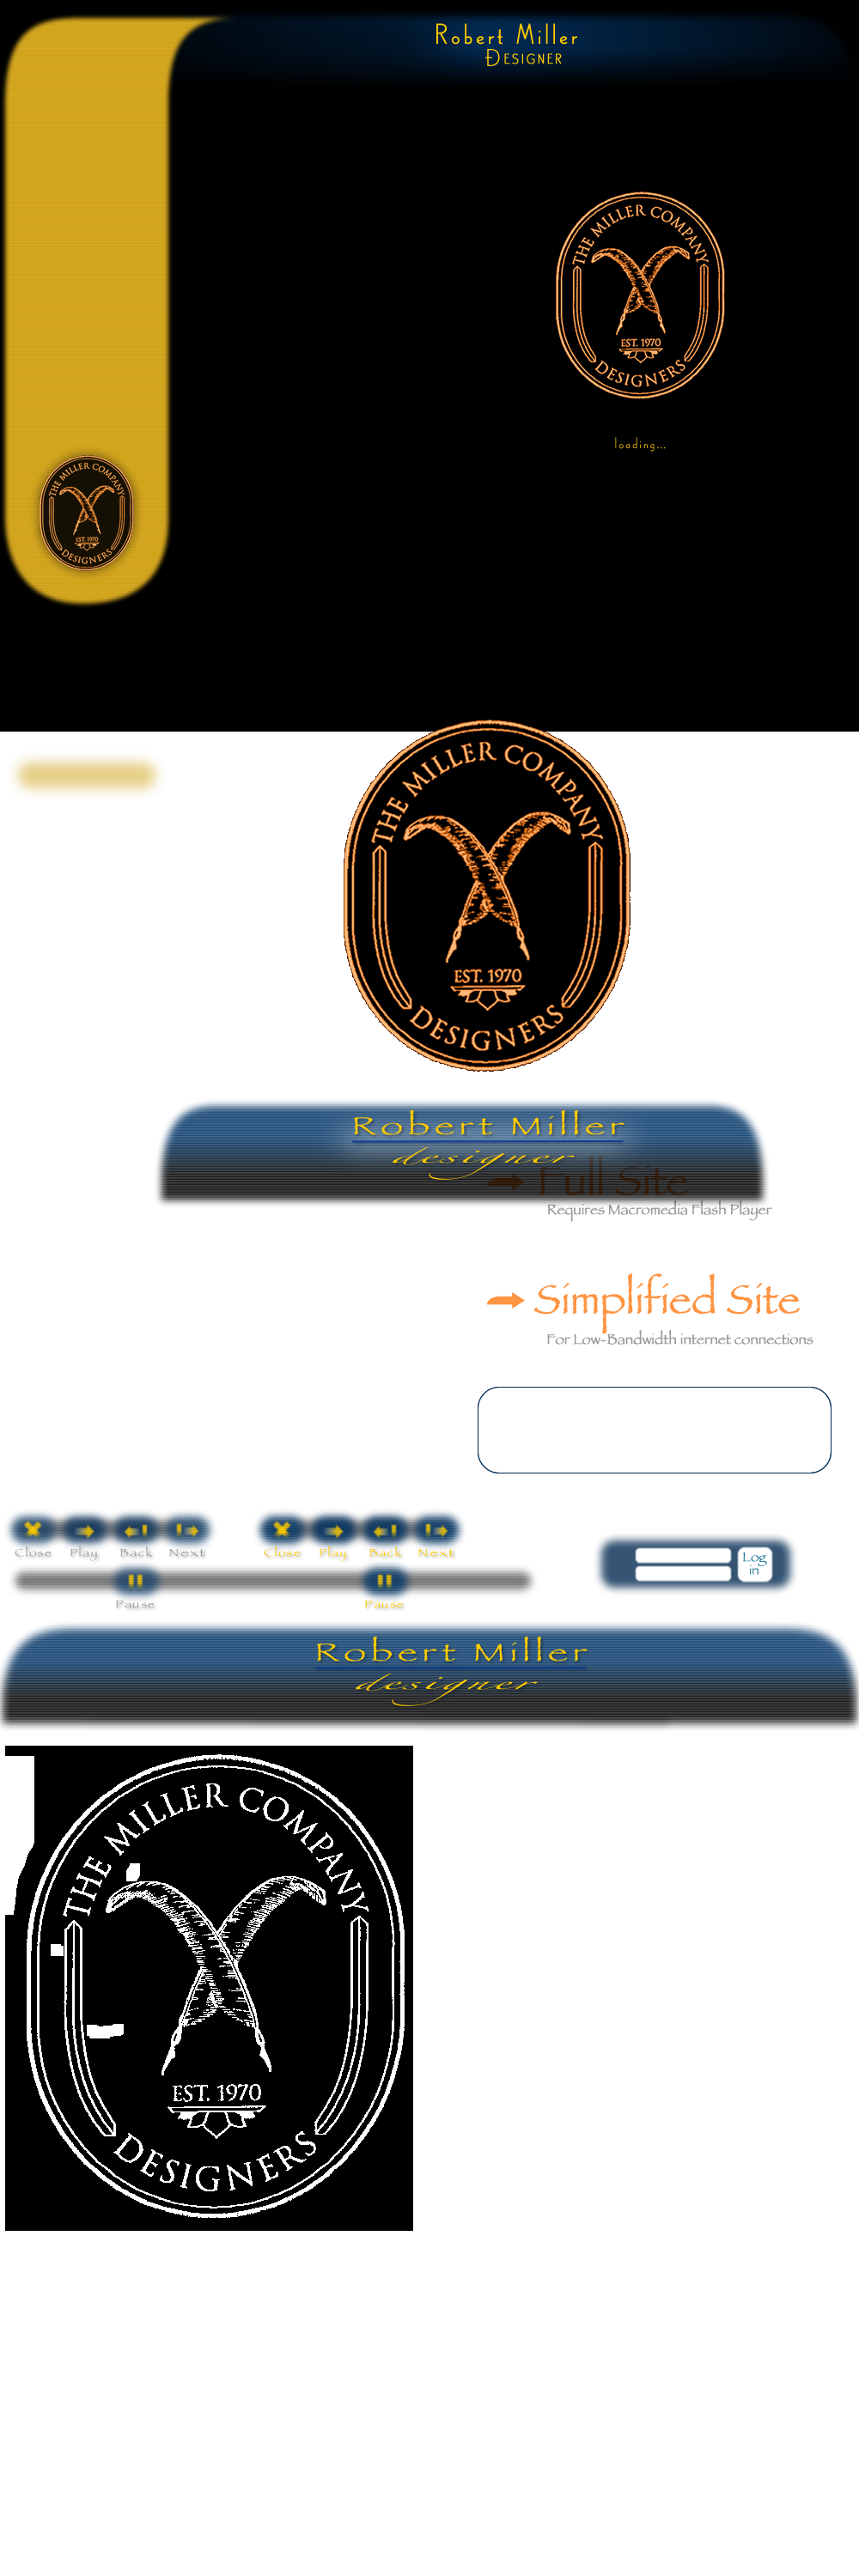 Robert Miller
DESIGNER
THE MILLER COMPANY
EST. 1970
DESIGNERS
loading...
THE MILLER COMPANY
EST. 1970
DESIGNERS
THE MILLER COMPANY
EST. 1970
DESIGNERS
Robert Miller
designer
Full Site
Requires Macromedia Flash Player
Simplified Site
For Low-Bandwidth internet connections
Close Play Back Next
Close Play Back Next
Log
in
Pause
Pause
Robert Miller
designer
THE MILLER COMPANY
EST. 1970
DESIGNERS